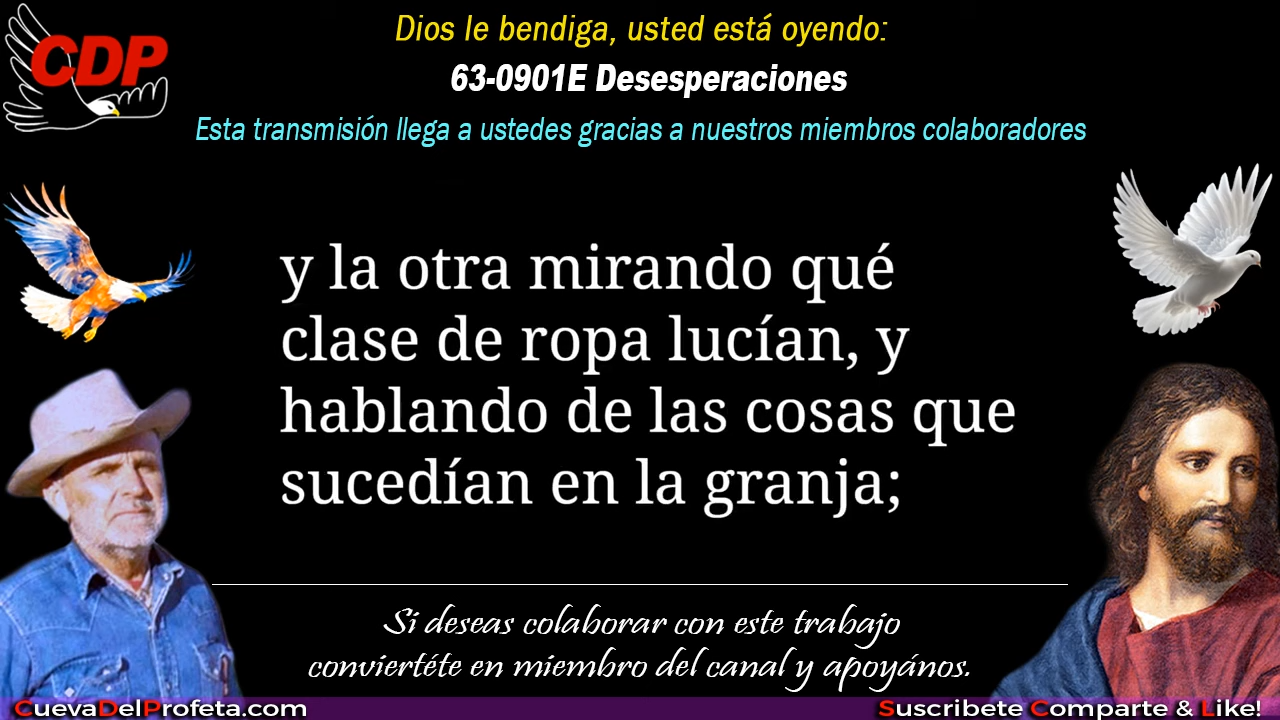 CDP
Dios le bendiga, usted está oyendo:
63-0901E Desesperaciones
Esta transmisión llega a ustedes gracias a nuestros miembros colaboradores
y la otra mirando qué
clase de ropa lucían, y
hablando de las cosas que
sucedían en la granja;
Si deseas colaborar con este trabajo
conviertéte en miembro del canal y apoyános.
CuevaDelProfeta.com
Suscribete Comparte & Like!